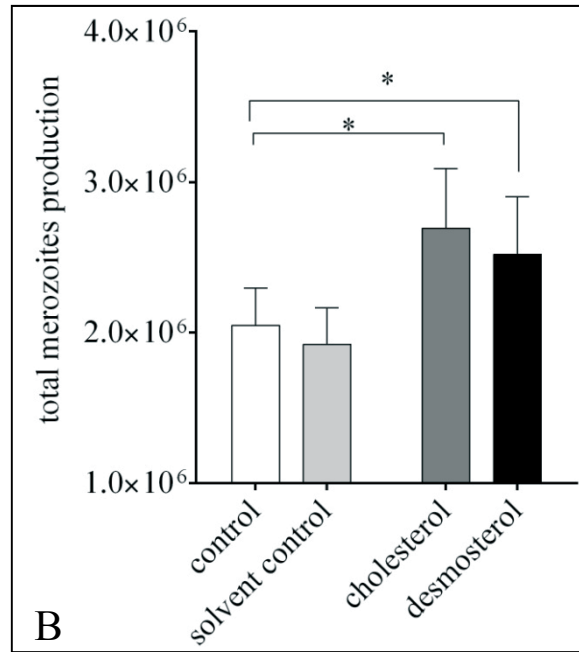 total merozoites production
4.0×10⁶
3.0×10⁶
2.0×10⁶
1.0×10⁶
*
*
control
solvent control
cholesterol
desmosterol
B